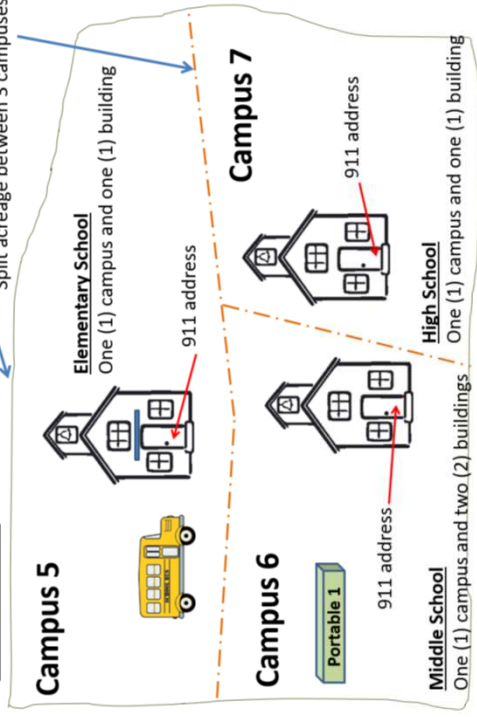 Split acreage between 3 campuses
Campus 5
Elementary School
One (1) campus and one (1) building
911 address
SCHOOL BUS
Campus 6
Portable 1
911 address
Middle School
One (1) campus and two (2) buildings
Campus 7
911 address
High School
One (1) campus and one (1) building